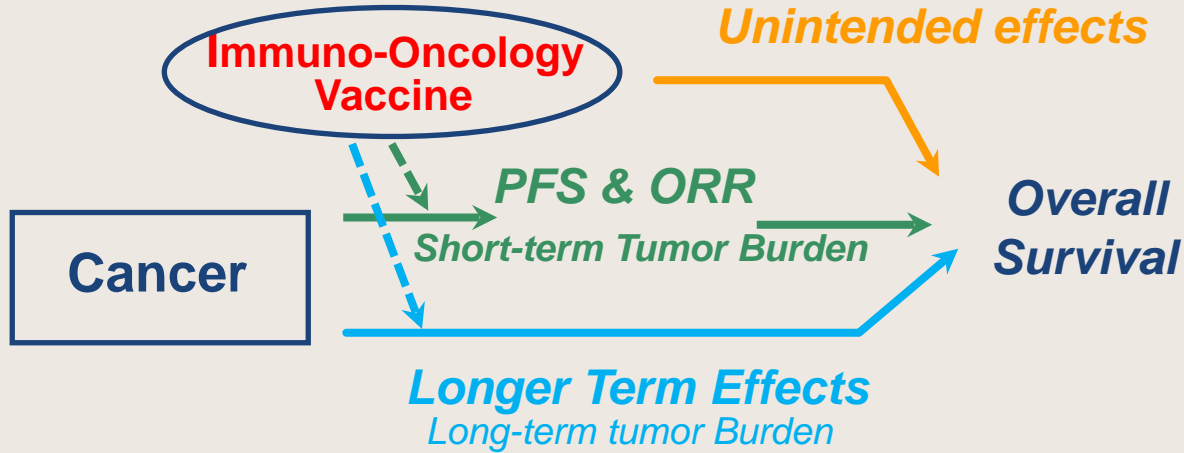 Immuno-Oncology
Vaccine
Unintended effects
PFS & ORR
Short-term Tumor Burden
Overall
Survival
Cancer
Longer Term Effects
Long-term tumor Burden